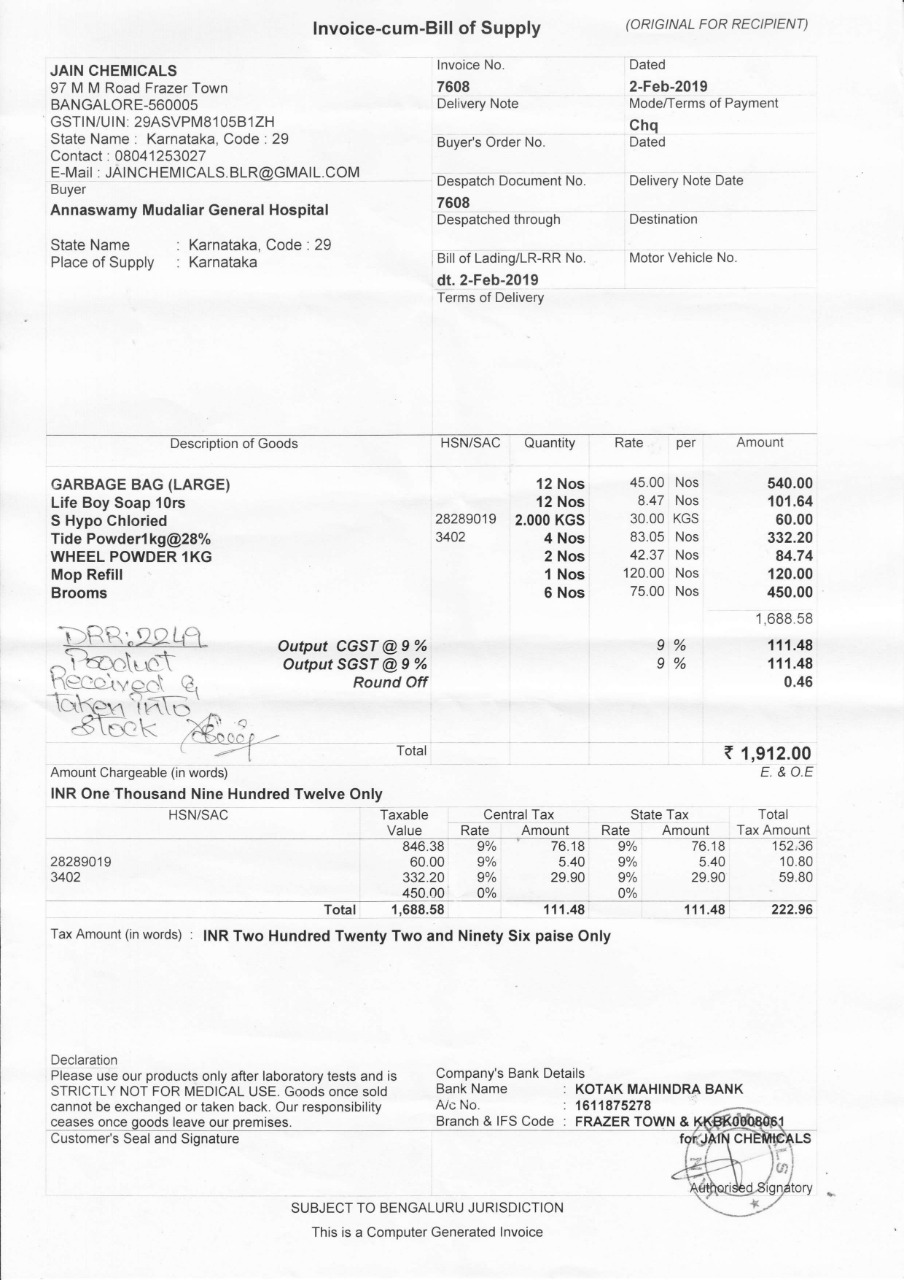 Invoice-cum-Bill of Supply
(ORIGINAL FOR RECIPIENT)
JAIN CHEMICALS
97 M M Road Frazer Town
BANGALORE-560005
GSTIN/UIN: 29ASVPM8105B1ZH
State Name : Karnataka, Code : 29
Contact : 08041253027
E-Mail : JAINCHEMICALS.BLR@GMAIL.COM
Buyer
Annaswamy Mudaliar General Hospital
State Name : Karnataka, Code : 29
Place of Supply : Karnataka
Invoice No. Dated
7608 2-Feb-2019
Delivery Note Mode/Terms of Payment
Chq
Buyer's Order No. Dated
Despatch Document No. Delivery Note Date
7608
Despatched through Destination
Bill of Lading/LR-RR No. Motor Vehicle No.
dt. 2-Feb-2019
Terms of Delivery
Description of Goods HSN/SAC Quantity Rate per Amount
GARBAGE BAG (LARGE) 12 Nos 45.00 Nos 540.00
Life Boy Soap 10rs 12 Nos 8.47 Nos 101.64
S Hypo Chloried 28289019 2.000 KGS 30.00 KGS 60.00
Tide Powder1kg@28% 3402 4 Nos 83.05 Nos 332.20
WHEEL POWDER 1KG 2 Nos 42.37 Nos 84.74
Mop Refill 1 Nos 120.00 Nos 120.00
Brooms 6 Nos 75.00 Nos 450.00
1,688.58
Output CGST @ 9 % 9 % 111.48
Output SGST @ 9 % 9 % 111.48
Round Off 0.46
DRR:2249
Product
Received &
taken into
Stock
Total ₹ 1,912.00
Amount Chargeable (in words) E. & O.E
INR One Thousand Nine Hundred Twelve Only
HSN/SAC Taxable Central Tax State Tax Total
Value Rate Amount Rate Amount Tax Amount
846.38 9% 76.18 9% 76.18 152.36
28289019 60.00 9% 5.40 9% 5.40 10.80
3402 332.20 9% 29.90 9% 29.90 59.80
450.00 0% 0%
Total 1,688.58 111.48 111.48 222.96
Tax Amount (in words) : INR Two Hundred Twenty Two and Ninety Six paise Only
Declaration
Please use our products only after laboratory tests and is
STRICTLY NOT FOR MEDICAL USE. Goods once sold
cannot be exchanged or taken back. Our responsibility
ceases once goods leave our premises.
Customer's Seal and Signature
Company's Bank Details
Bank Name : KOTAK MAHINDRA BANK
A/c No. : 1611875278
Branch & IFS Code : FRAZER TOWN & KKBK0008061
for JAIN CHEMICALS
Authorised Signatory
SUBJECT TO BENGALURU JURISDICTION
This is a Computer Generated Invoice